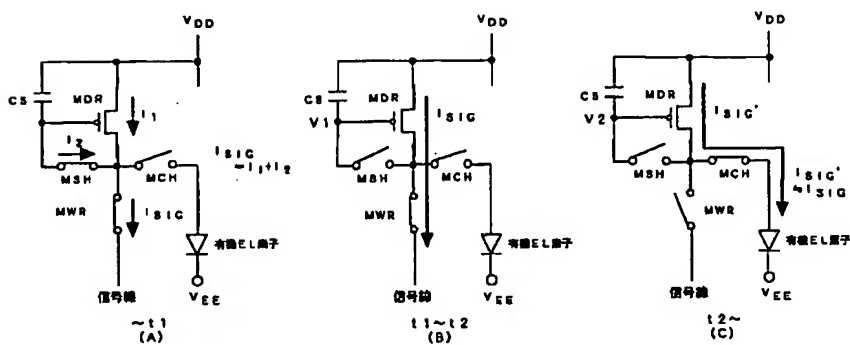 VDD
CS
MDR
I1
I2
MSH
MCH
ISIG
=I1+I2
MWR
ISIG
有機EL素子
信号線
VEE
~t1
(A)
VDD
CS
MDR
V1
ISIG
MSH
MCH
MWR
有機EL素子
信号線
VEE
t1~t2
(B)
VDD
CS
MDR
V2
ISIG'
MSH
MCH
ISIG'
≒ISIG
MWR
有機EL素子
信号線
VEE
t2~
(C)